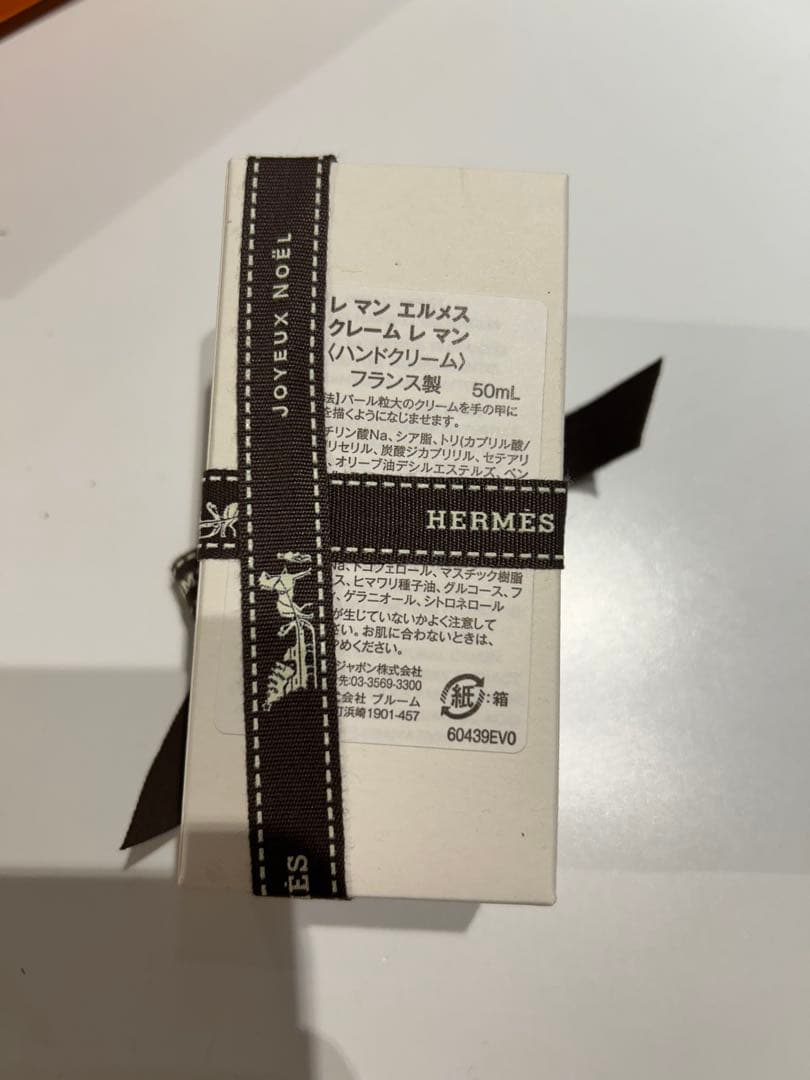 JOYEUX NOËL
レ マン エルメス
クレーム レ マン
〈ハンドクリーム〉
フランス製 50mL
法】パール粒大のクリームを手の甲に
を描くようになじませます。
チリン酸Na、シア脂、トリ(カプリル酸/
リセリル、炭酸ジカプリリル、セテアリ
、オリーブ油デシルエステルズ、ベン
HERMÈS
Na、トコフェロール、マスチック樹脂
ス、ヒマワリ種子油、グルコース、フ
、ゲラニオール、シトロネロール
が生じていないかよく注意して
さい。お肌に合わないときは、
やめください。
ジャポン株式会社
先:03-3569-3300
式会社 ブルーム
町浜崎1901-457
紙:箱
60439EV0
ÈS
M